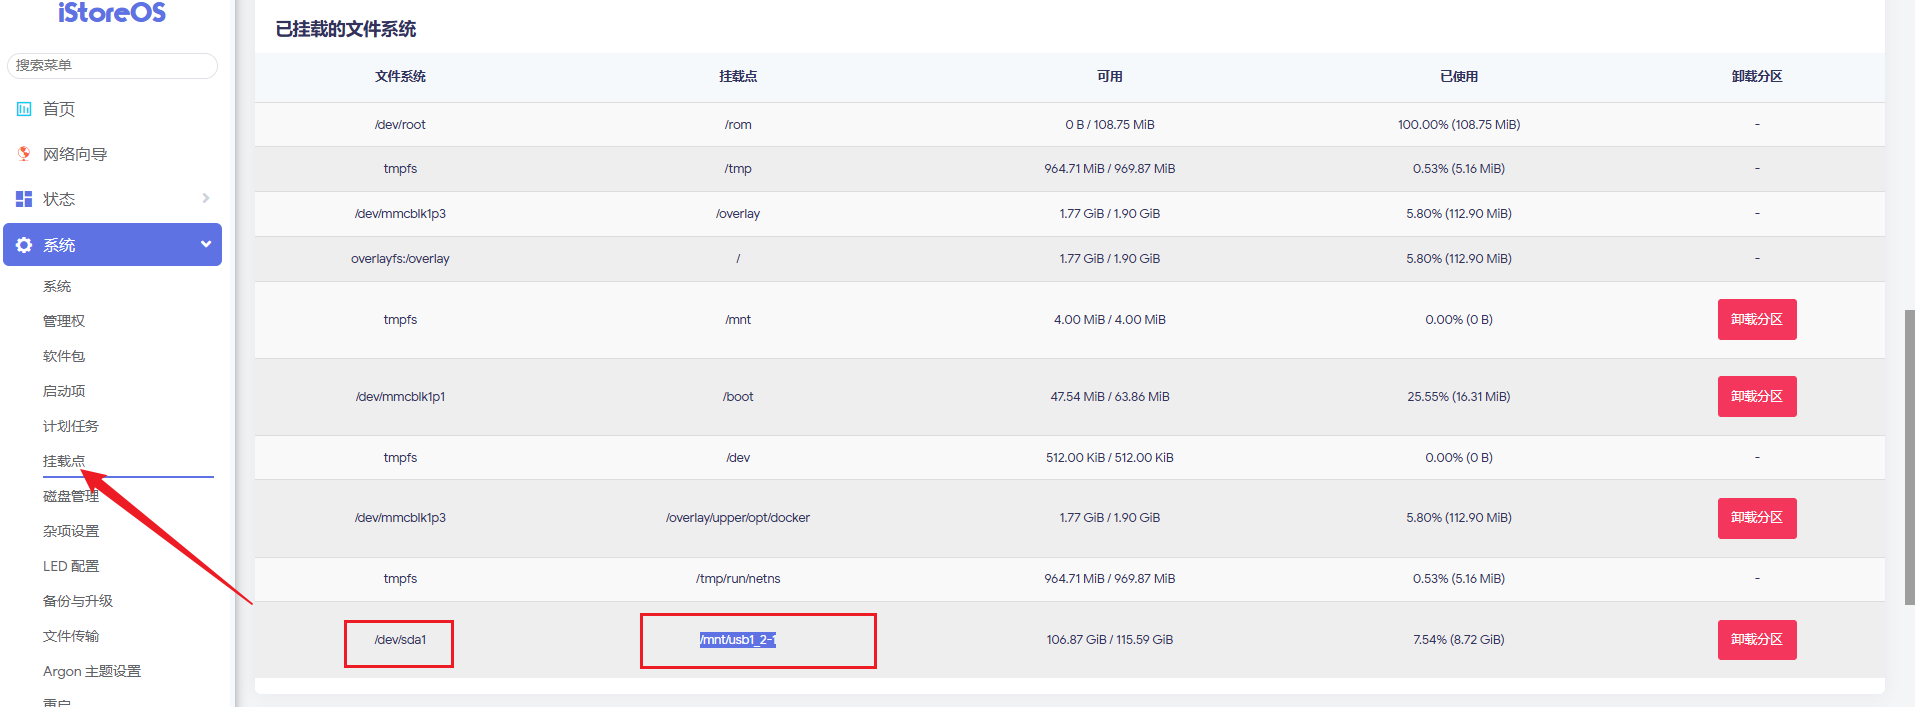 iStoreOS
搜索菜单
首页
网络向导
状态
系统
系统
管理权
软件包
启动项
计划任务
挂载点
磁盘管理
杂项设置
LED 配置
备份与升级
文件传输
Argon 主题设置
重启
已挂载的文件系统
文件系统 挂载点 可用 已使用 卸载分区
/dev/root /rom 0 B / 108.75 MiB 100.00% (108.75 MiB) -
tmpfs /tmp 964.71 MiB / 969.87 MiB 0.53% (5.16 MiB) -
/dev/mmcblk1p3 /overlay 1.77 GiB / 1.90 GiB 5.80% (112.90 MiB) -
overlayfs:/overlay / 1.77 GiB / 1.90 GiB 5.80% (112.90 MiB) -
tmpfs /mnt 4.00 MiB / 4.00 MiB 0.00% (0 B) 卸载分区
/dev/mmcblk1p1 /boot 47.54 MiB / 63.86 MiB 25.55% (16.31 MiB) 卸载分区
tmpfs /dev 512.00 KiB / 512.00 KiB 0.00% (0 B) -
/dev/mmcblk1p3 /overlay/upper/opt/docker 1.77 GiB / 1.90 GiB 5.80% (112.90 MiB) 卸载分区
tmpfs /tmp/run/netns 964.71 MiB / 969.87 MiB 0.53% (5.16 MiB) -
/dev/sda1 /mnt/usb1_2-1 106.87 GiB / 115.59 GiB 7.54% (8.72 GiB) 卸载分区